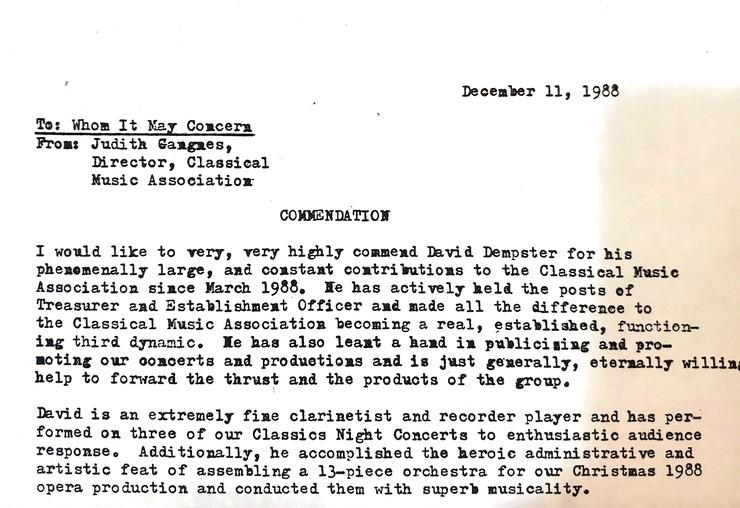 December 11, 1988
To: Whom It May Concern
From: Judith Gangnes,
Director, Classical
Music Association
COMMENDATION
I would like to very, very highly commend David Dempster for his
phenomenally large, and constant contributions to the Classical Music
Association since March 1988. He has actively held the posts of
Treasurer and Establishment Officer and made all the difference to
the Classical Music Association becoming a real, established, function-
ing third dynamic. He has also leant a hand in publicising and pro-
moting our concerts and productions and is just generally, eternally willing
help to forward the thrust and the products of the group.
David is an extremely fine clarinetist and recorder player and has per-
formed on three of our Classics Night Concerts to enthusiastic audience
response. Additionally, he accomplished the heroic administrative and
artistic feat of assembling a 13-piece orchestra for our Christmas 1988
opera production and conducted them with superb musicality.